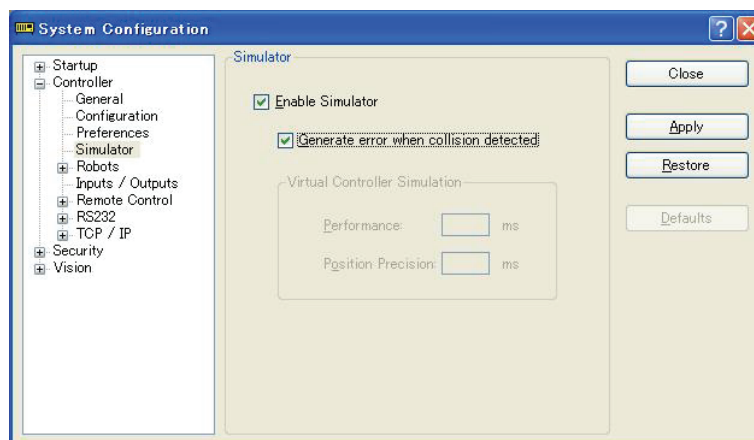 System Configuration
Startup
Controller
General
Configuration
Preferences
Simulator
Robots
Inputs / Outputs
Remote Control
RS232
TCP / IP
Security
Vision
Simulator
Enable Simulator
Generate error when collision detected
Virtual Controller Simulation
Performance: ms
Position Precision: ms
Close
Apply
Restore
Defaults